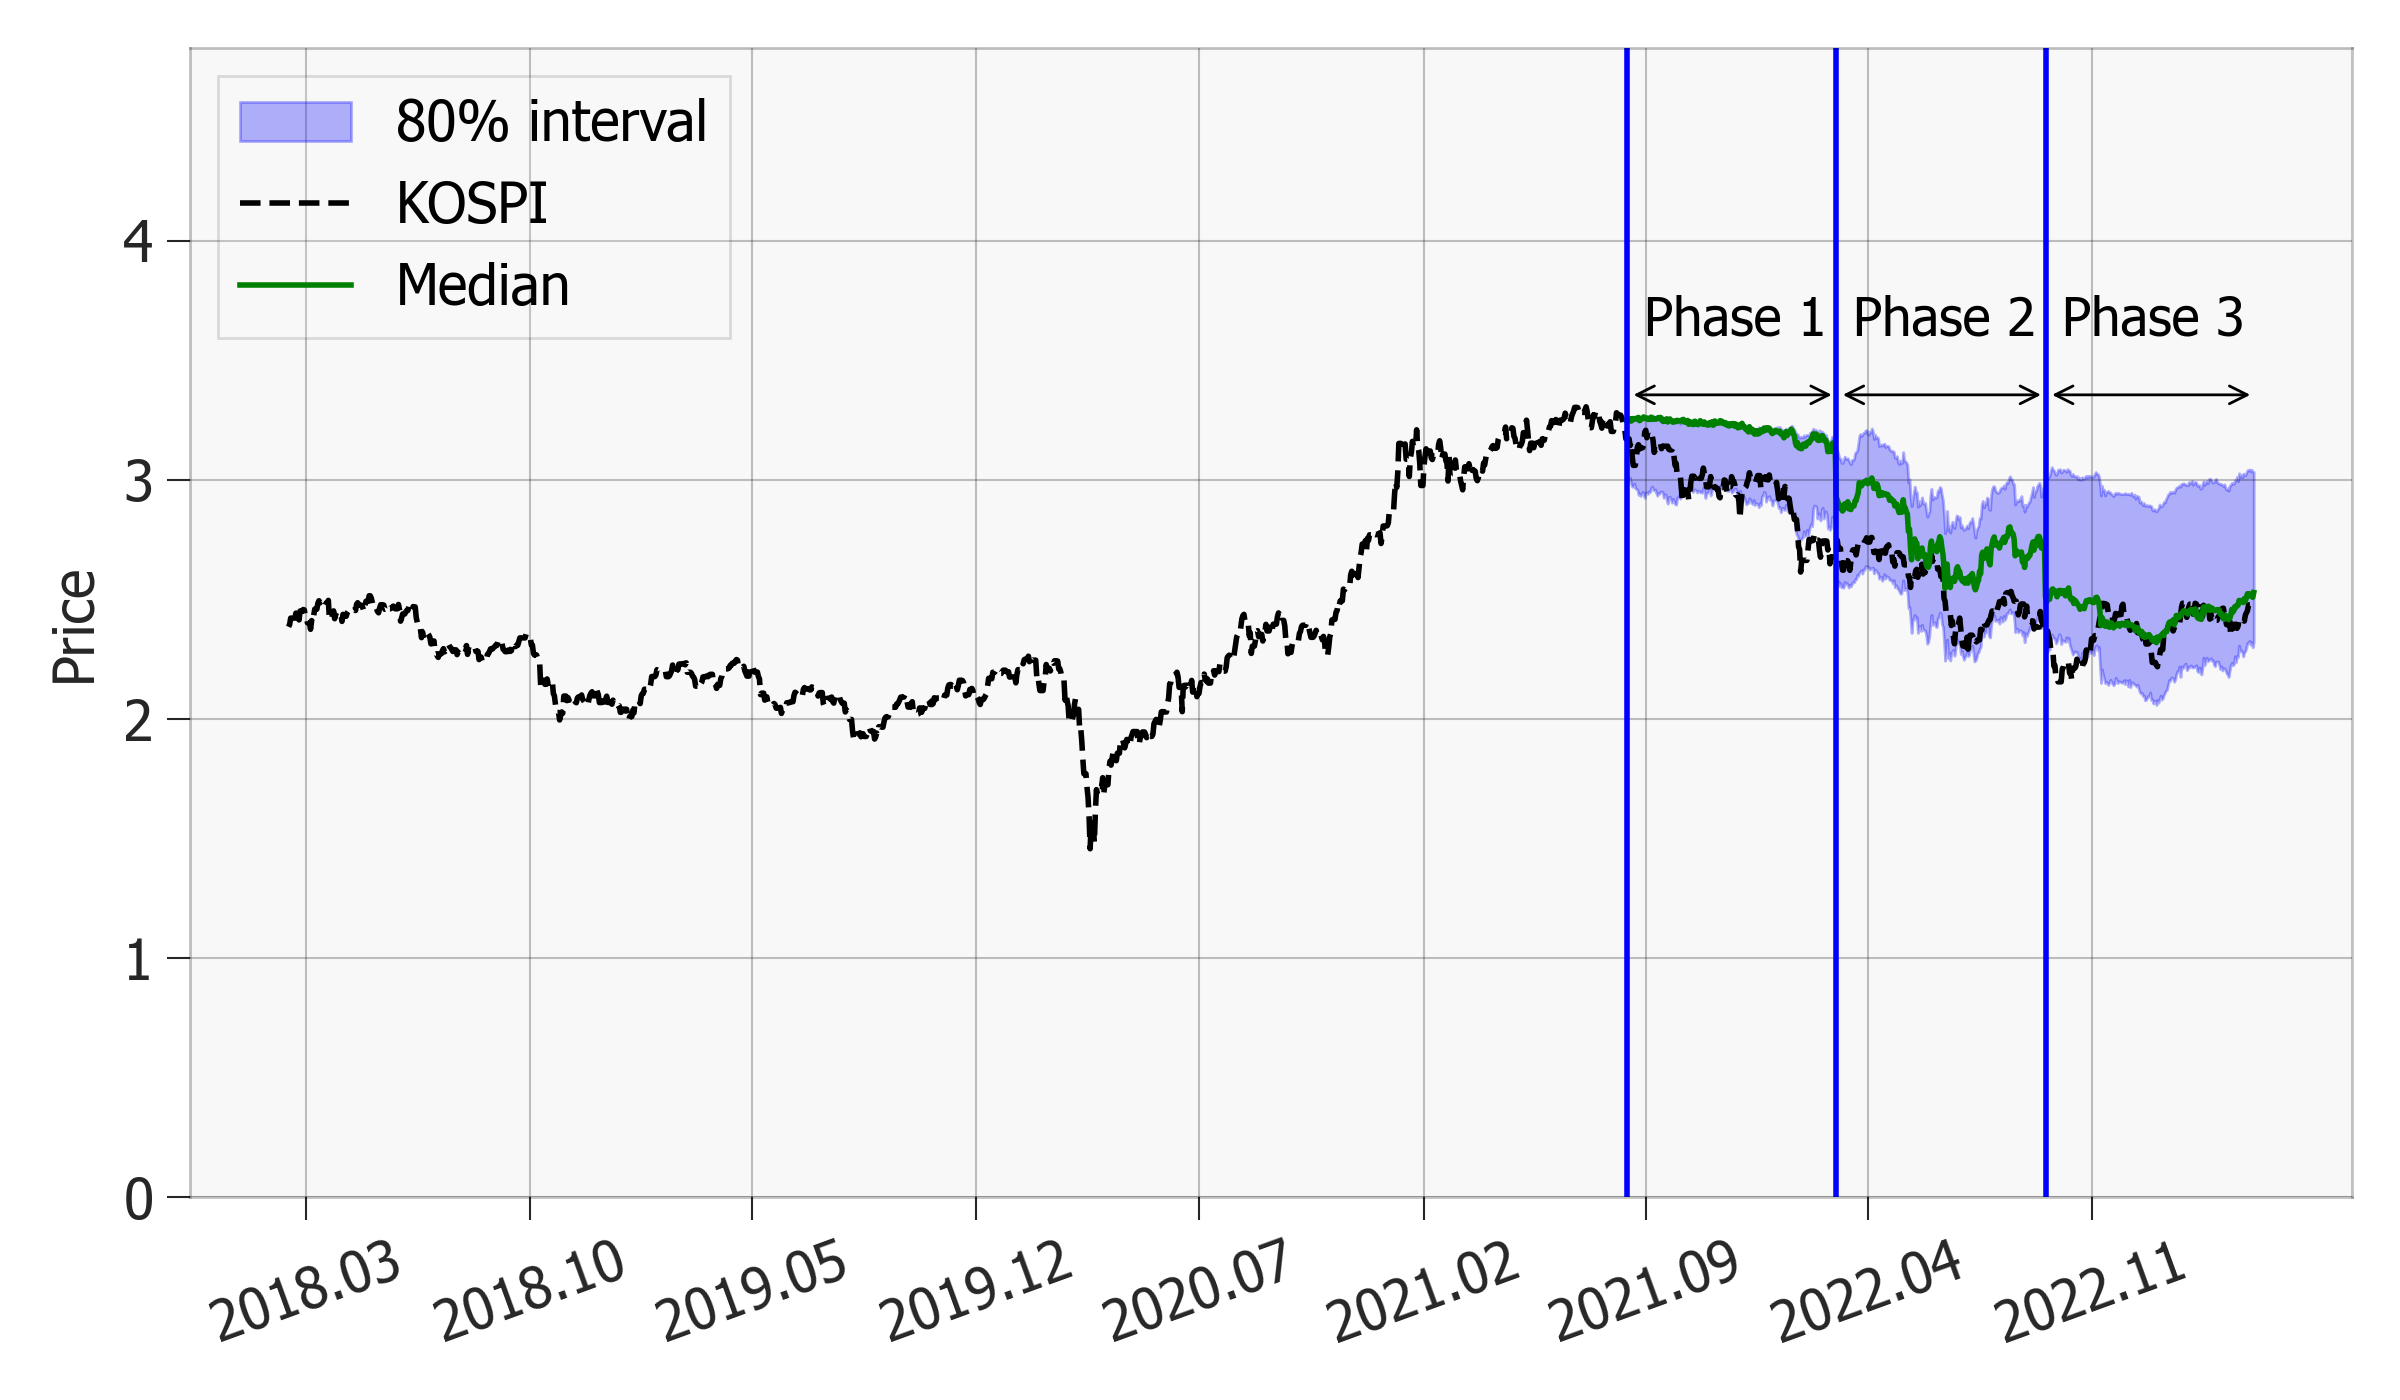 80% interval
KOSPI
Median
Phase 1
Phase 2
Phase 3
Price
4
3
2
1
0
2018.03
2018.10
2019.05
2019.12
2020.07
2021.02
2021.09
2022.04
2022.11